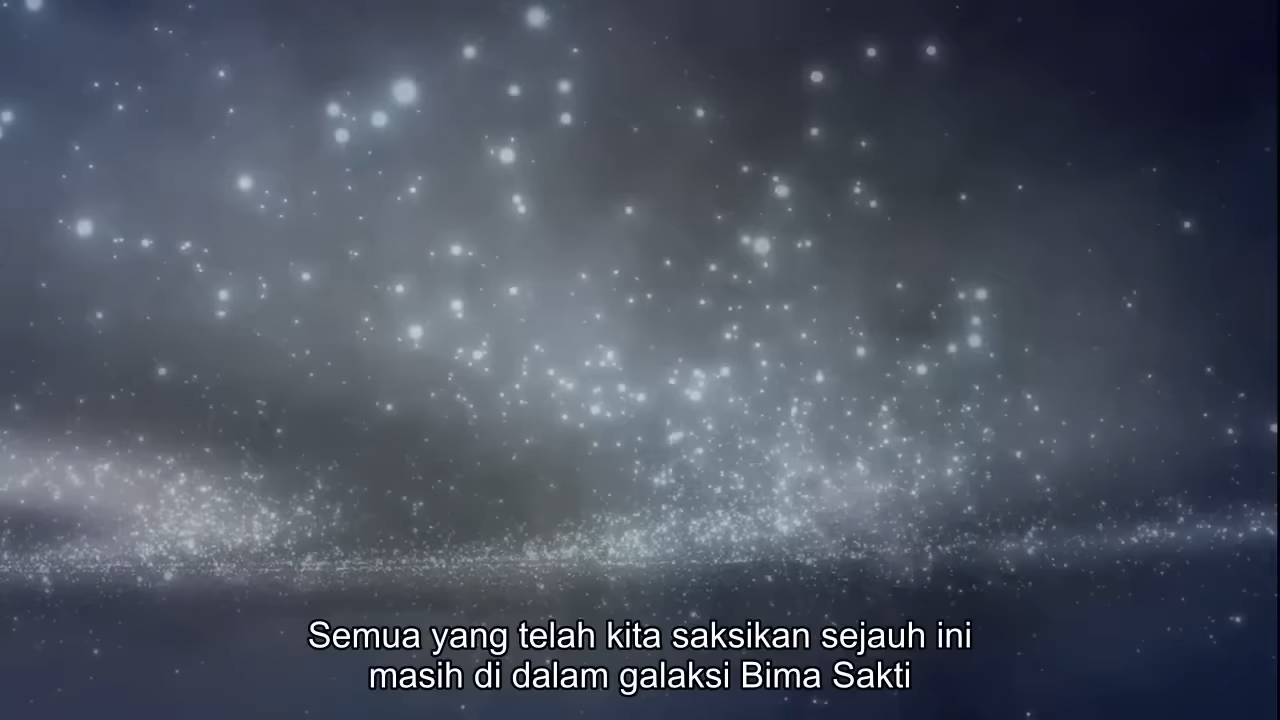 Semua yang telah kita saksikan sejauh ini
masih di dalam galaksi Bima Sakti